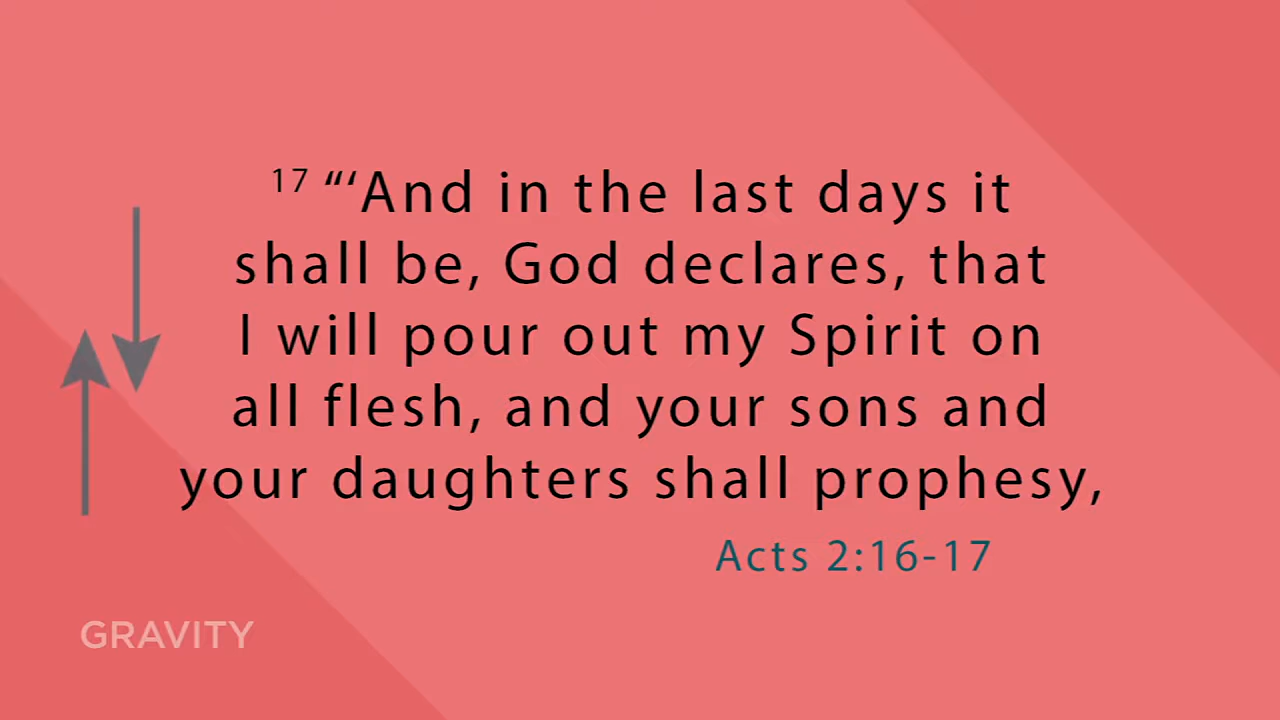 17 “‘And in the last days it
shall be, God declares, that
I will pour out my Spirit on
all flesh, and your sons and
your daughters shall prophesy,
Acts 2:16-17
GRAVITY